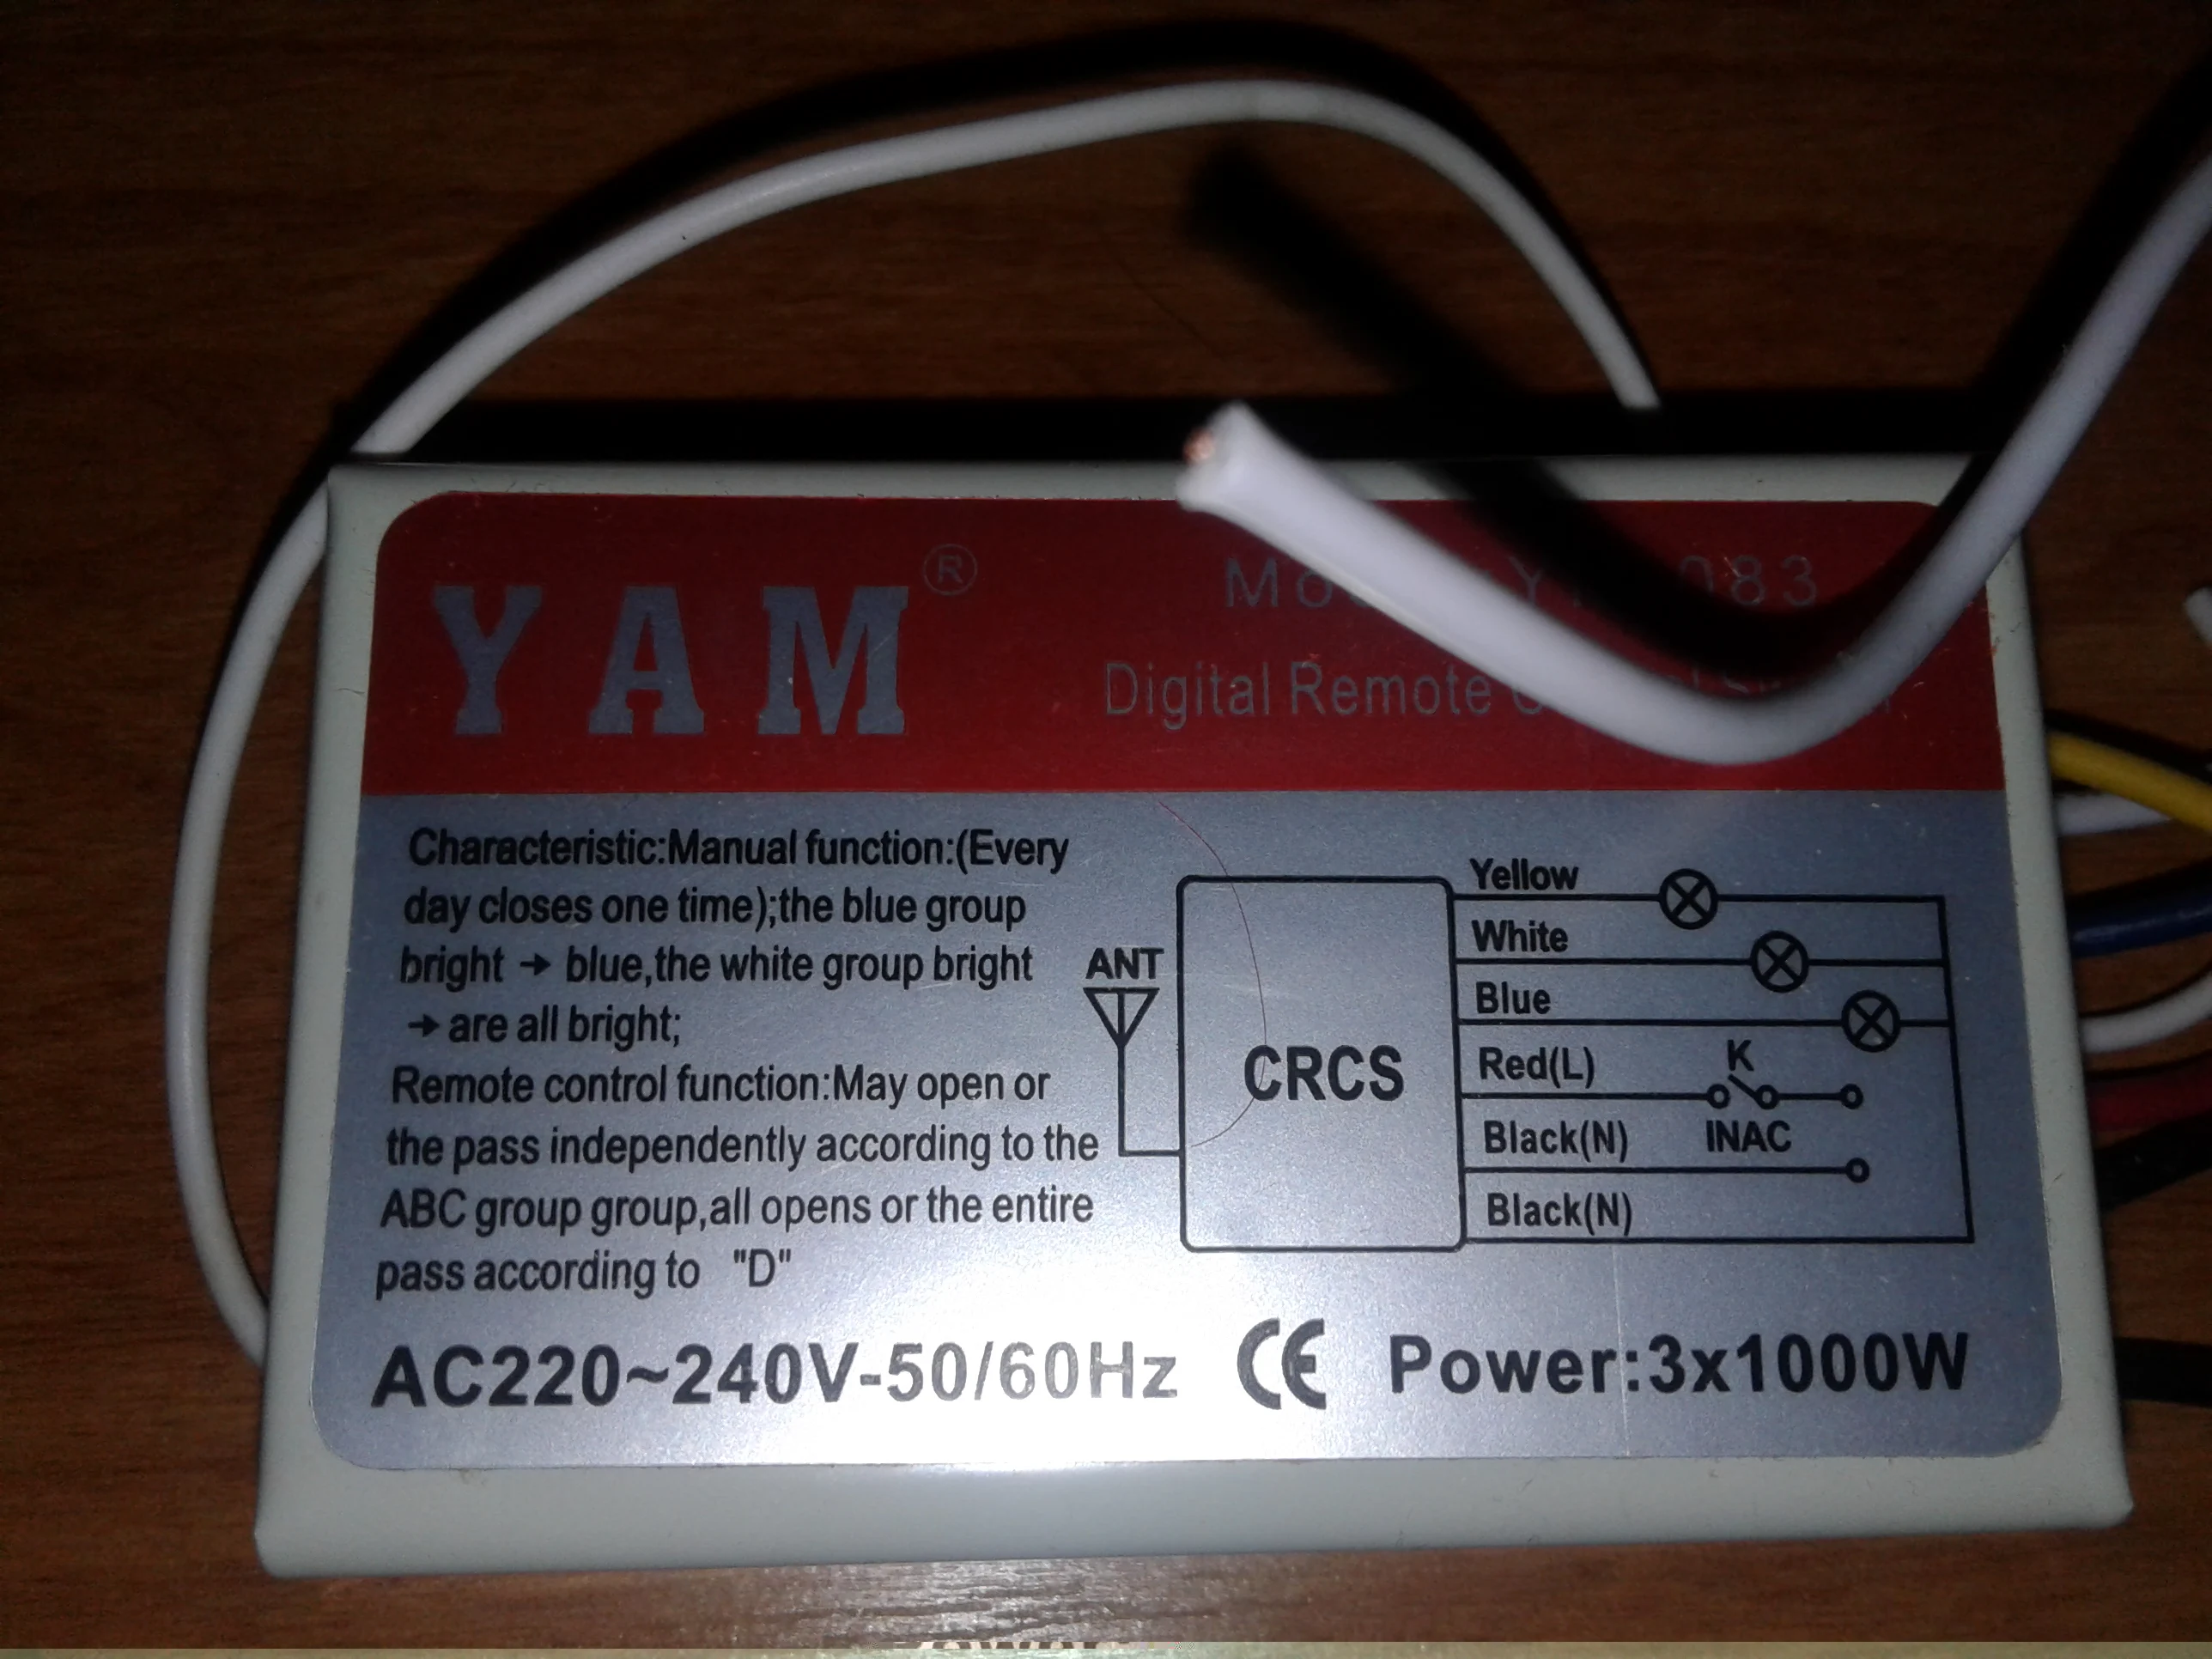 YAM®
083
Digital Remote
Characteristic:Manual function:(Every
day closes one time);the blue group
bright → blue,the white group bright
→ are all bright;
Remote control function:May open or
the pass independently according to the
ABC group group,all opens or the entire
pass according to "D"
ANT
CRCS
Yellow
White
Blue
Red(L)
K
INAC
Black(N)
Black(N)
AC220~240V-50/60Hz CE Power:3x1000W